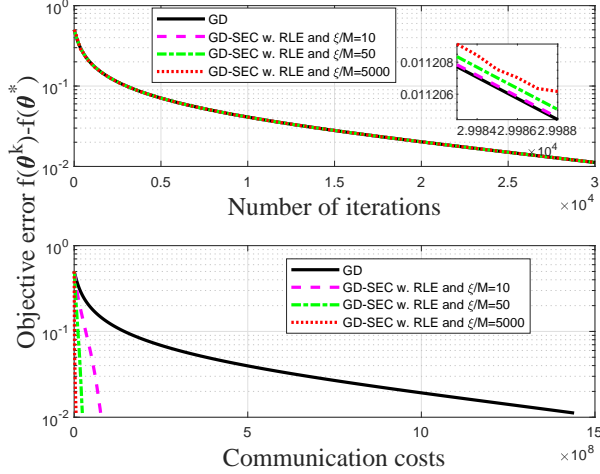 Objective error f(θ^k)-f(θ^*)
10^0
10^-1
10^-2
GD
GD-SEC w. RLE and ξ/M=10
GD-SEC w. RLE and ξ/M=50
GD-SEC w. RLE and ξ/M=5000
0.011208
0.011206
2.9984 2.9986 2.9988
×10^4
0 0.5 1 1.5 2 2.5 3
Number of iterations
×10^4
10^0
10^-1
10^-2
GD
GD-SEC w. RLE and ξ/M=10
GD-SEC w. RLE and ξ/M=50
GD-SEC w. RLE and ξ/M=5000
0 5 10 15
Communication costs
×10^8